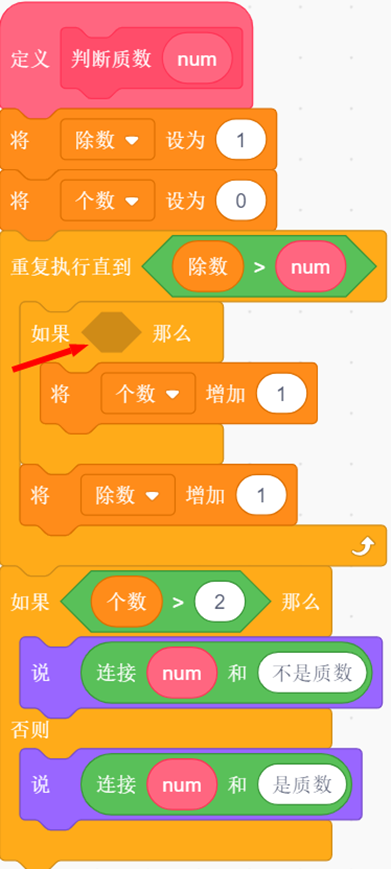 定义 判断质数 num
将 除数 设为 1
将 个数 设为 0
重复执行直到 除数 > num
如果 那么
将 个数 增加 1
将 除数 增加 1
如果 个数 > 2 那么
说 连接 num 和 不是质数
否则
说 连接 num 和 是质数